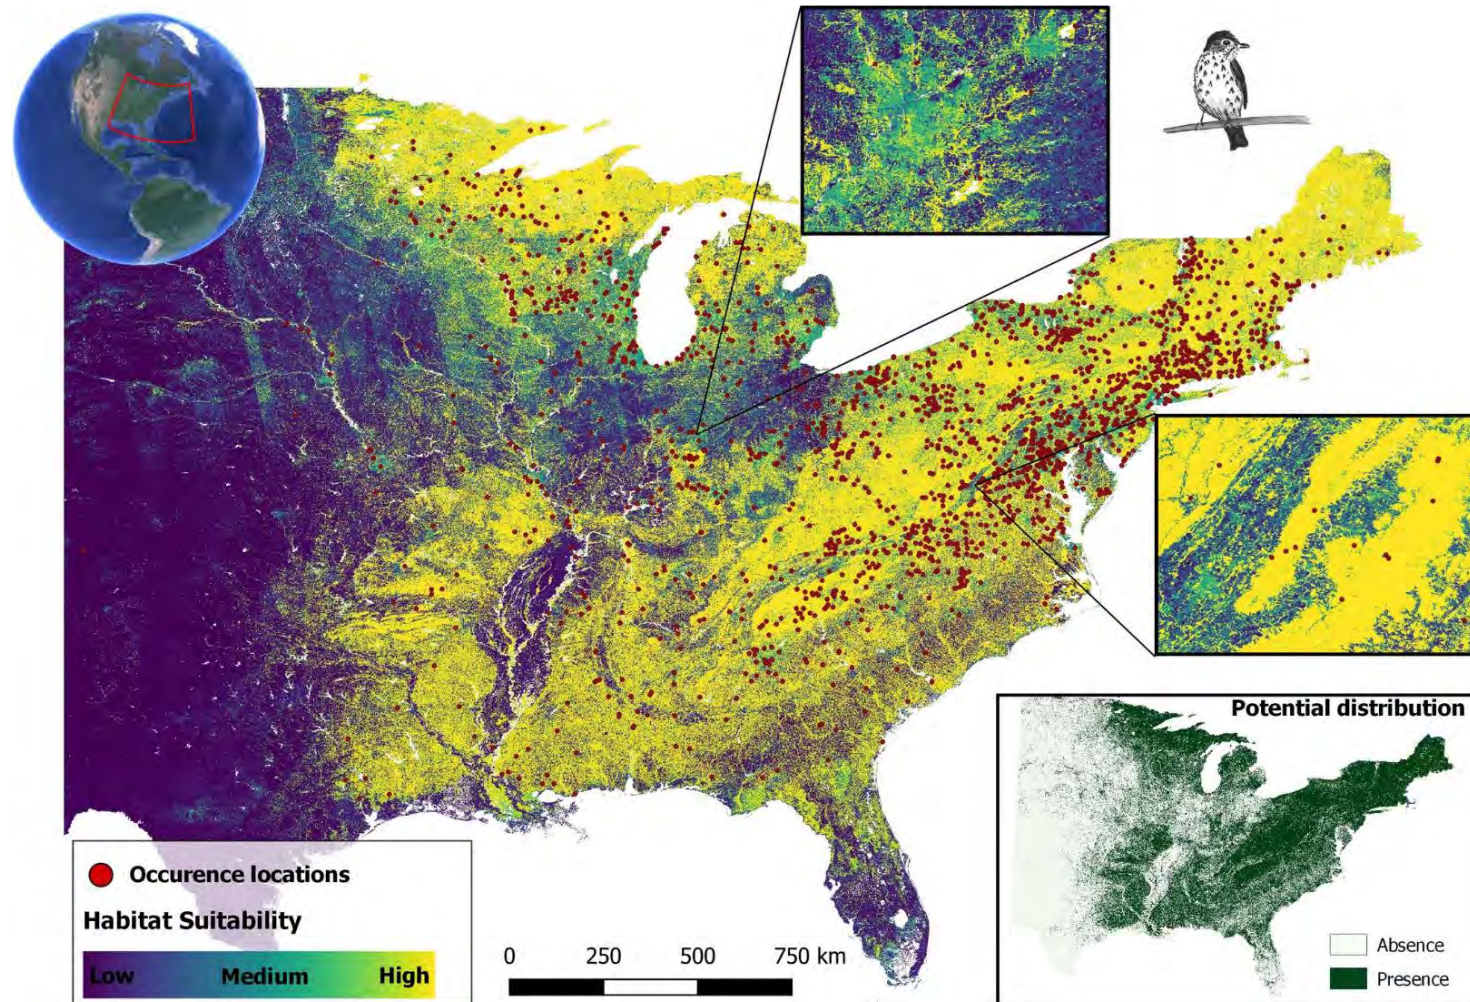 Potential distribution
Absence
Presence
Occurence locations
Habitat Suitability
Low Medium High
0 250 500 750 km